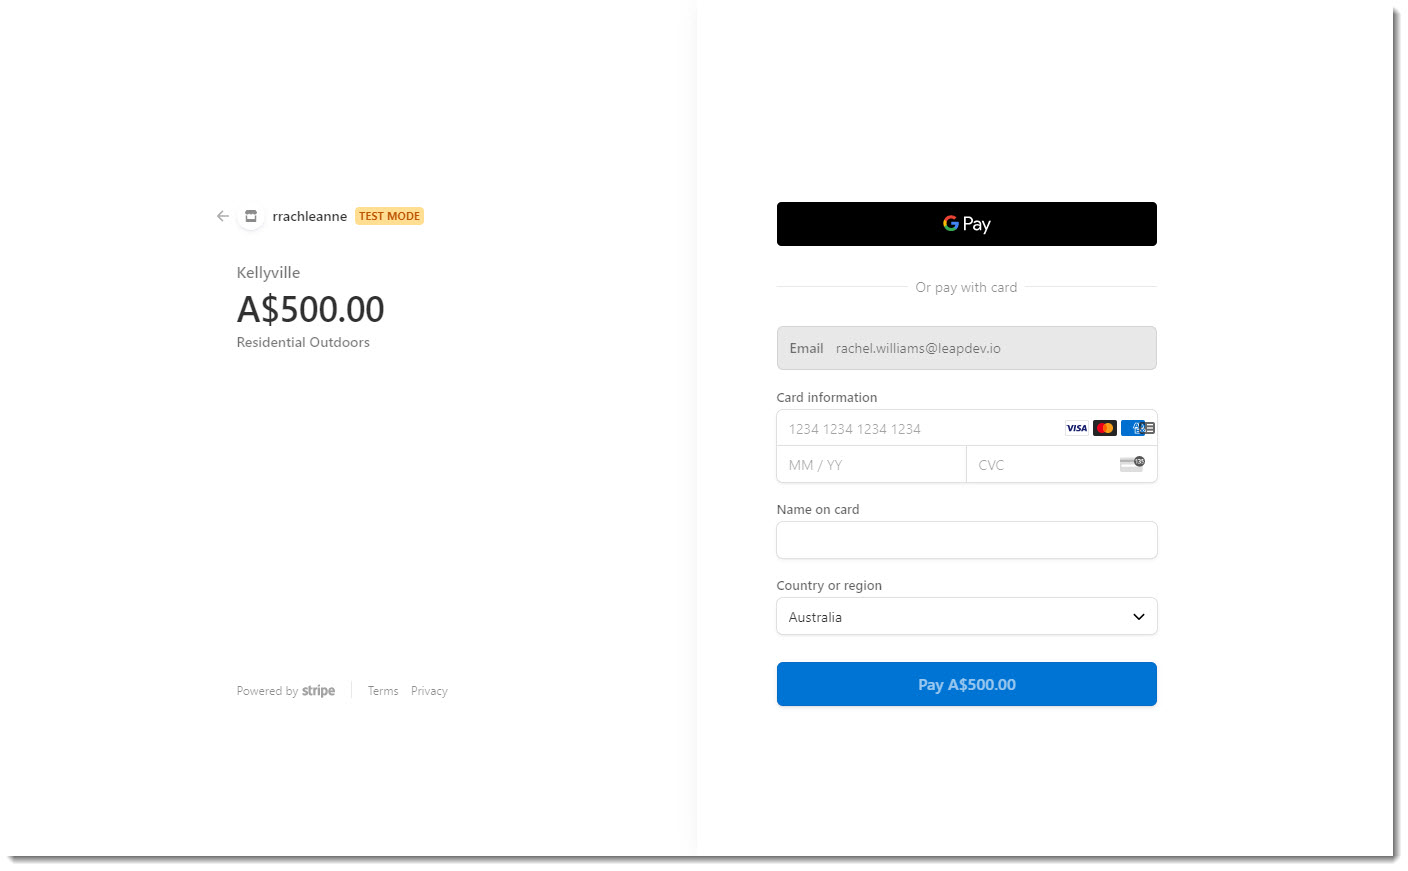 rrachleanne TEST MODE
Kellyville
A$500.00
Residential Outdoors
Powered by stripe Terms Privacy
G Pay
Or pay with card
Email rachel.williams@leapdev.io
Card information
1234 1234 1234 1234 VISA
MM / YY CVC
Name on card
Country or region
Australia
Pay A$500.00